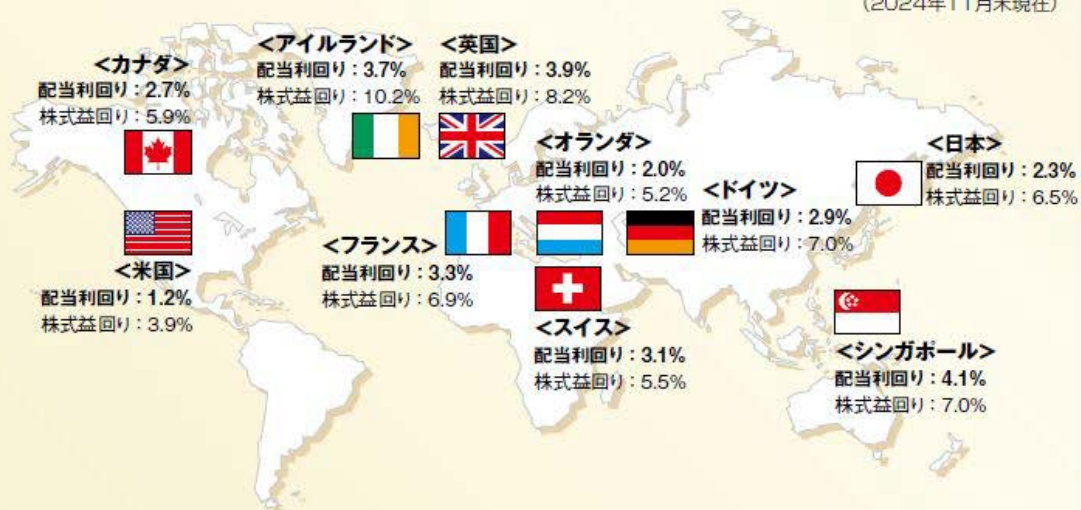 (2024年11月末現在)
<カナダ>
配当利回り:2.7%
株式益回り:5.9%
<アイルランド>
配当利回り:3.7%
株式益回り:10.2%
<英国>
配当利回り:3.9%
株式益回り:8.2%
<オランダ>
配当利回り:2.0%
株式益回り:5.2%
<ドイツ>
配当利回り:2.9%
株式益回り:7.0%
<日本>
配当利回り:2.3%
株式益回り:6.5%
<米国>
配当利回り:1.2%
株式益回り:3.9%
<フランス>
配当利回り:3.3%
株式益回り:6.9%
<スイス>
配当利回り:3.1%
株式益回り:5.5%
<シンガポール>
配当利回り:4.1%
株式益回り:7.0%